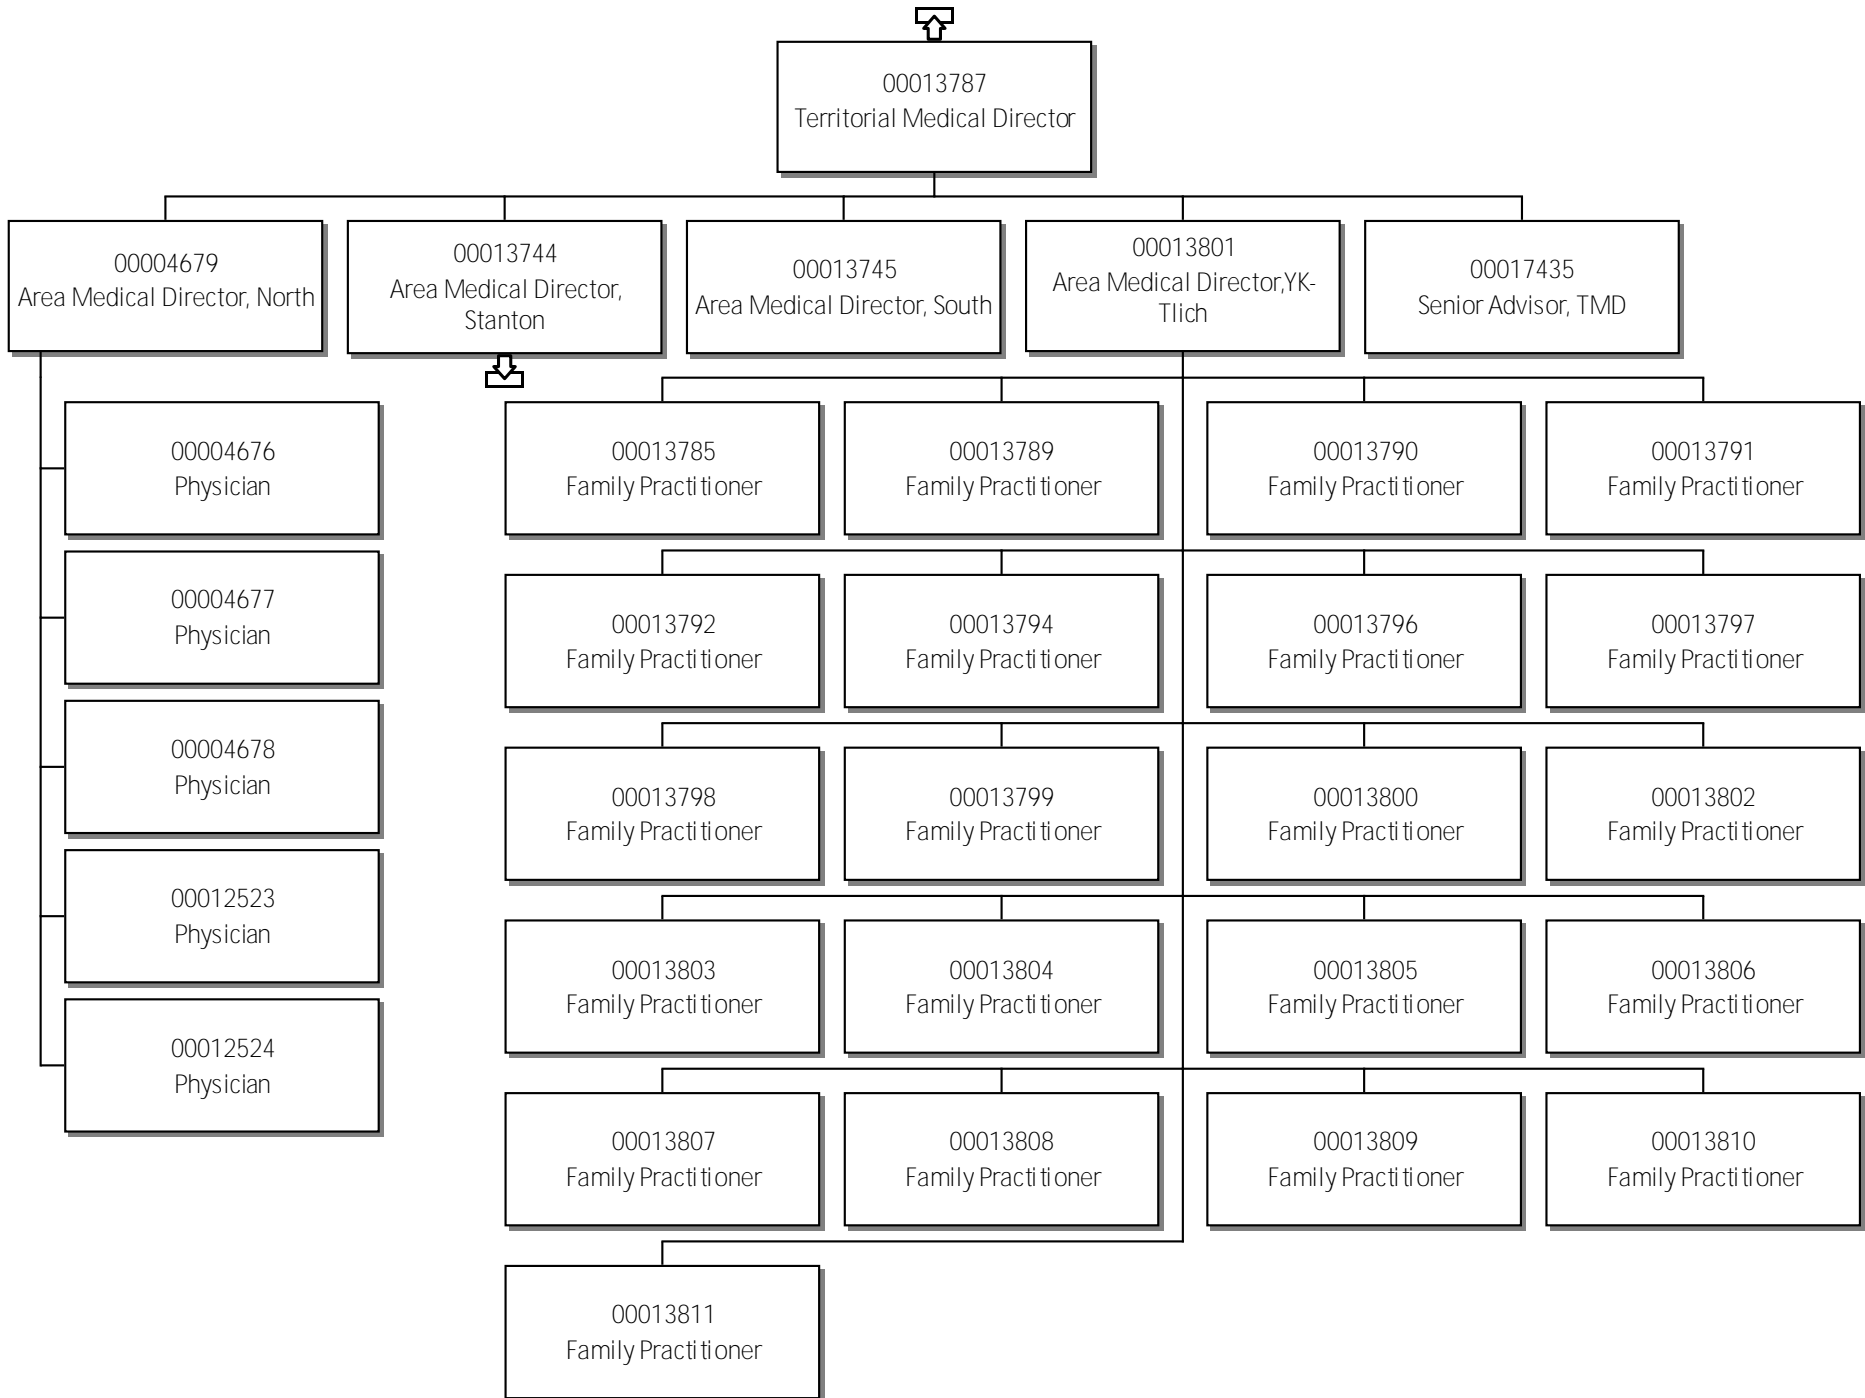 00013787
Territorial Medical Director
00004679
Area Medical Director, North
00013744
Area Medical Director,
Stanton
00013745
Area Medical Director, South
00013801
Area Medical Director,YK-
Tlich
00017435
Senior Advisor, TMD
00004676
Physician
00004677
Physician
00004678
Physician
00012523
Physician
00012524
Physician
00013785
Family Practitioner
00013789
Family Practitioner
00013790
Family Practitioner
00013791
Family Practitioner
00013792
Family Practitioner
00013794
Family Practitioner
00013796
Family Practitioner
00013797
Family Practitioner
00013798
Family Practitioner
00013799
Family Practitioner
00013800
Family Practitioner
00013802
Family Practitioner
00013803
Family Practitioner
00013804
Family Practitioner
00013805
Family Practitioner
00013806
Family Practitioner
00013807
Family Practitioner
00013808
Family Practitioner
00013809
Family Practitioner
00013810
Family Practitioner
00013811
Family Practitioner